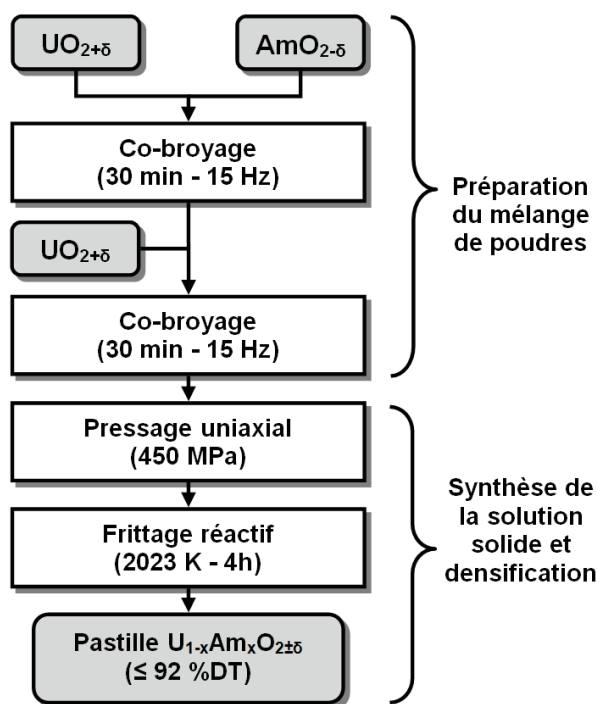 UO₂₊δ
AmO₂₋δ
Co-broyage
(30 min - 15 Hz)
UO₂₊δ
Co-broyage
(30 min - 15 Hz)
Préparation
du mélange
de poudres
Pressage uniaxial
(450 MPa)
Frittage réactif
(2023 K - 4h)
Pastille U₁₋ₓAmₓO₂±δ
(≤ 92 %DT)
Synthèse de
la solution
solide et
densification